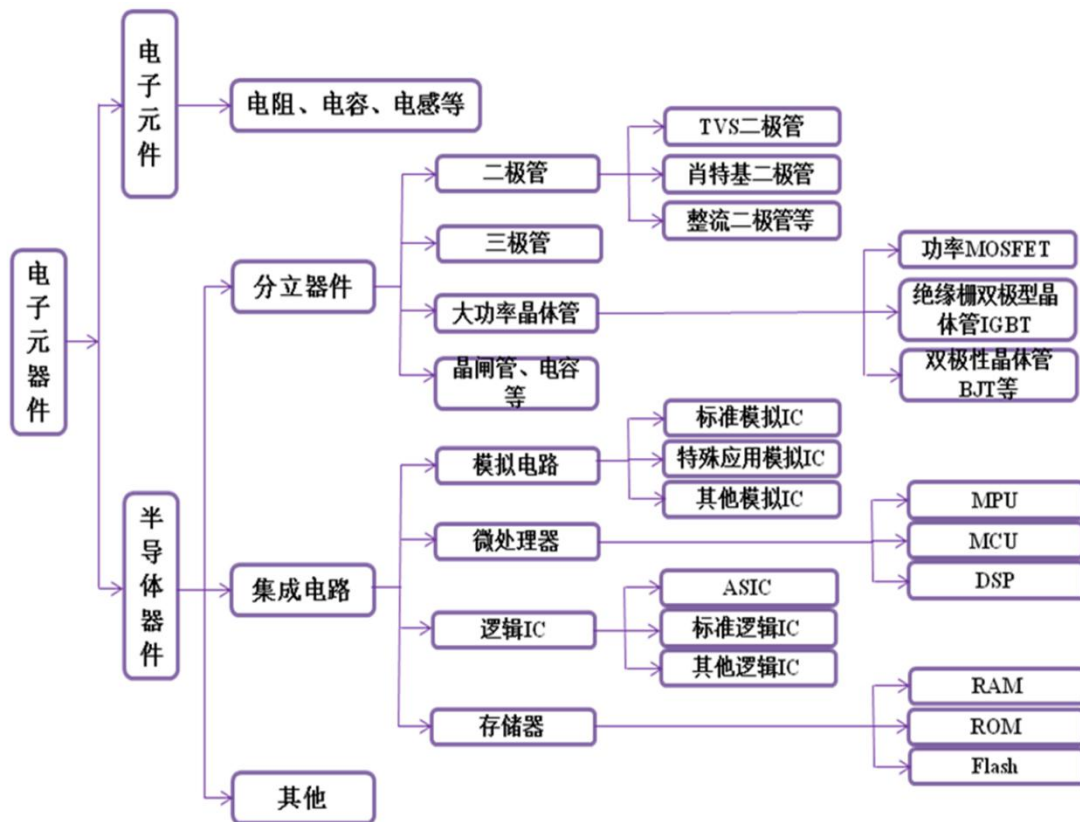 电子元器件
电子元件
电阻、电容、电感等
半导体器件
分立器件
二极管
TVS二极管
肖特基二极管
整流二极管等
三极管
大功率晶体管
功率MOSFET
绝缘栅双极型晶
体管IGBT
双极性晶体管
BJT等
晶闸管、电容
等
集成电路
模拟电路
标准模拟IC
特殊应用模拟IC
其他模拟IC
微处理器
MPU
MCU
DSP
逻辑IC
ASIC
标准逻辑IC
其他逻辑IC
存储器
RAM
ROM
Flash
其他